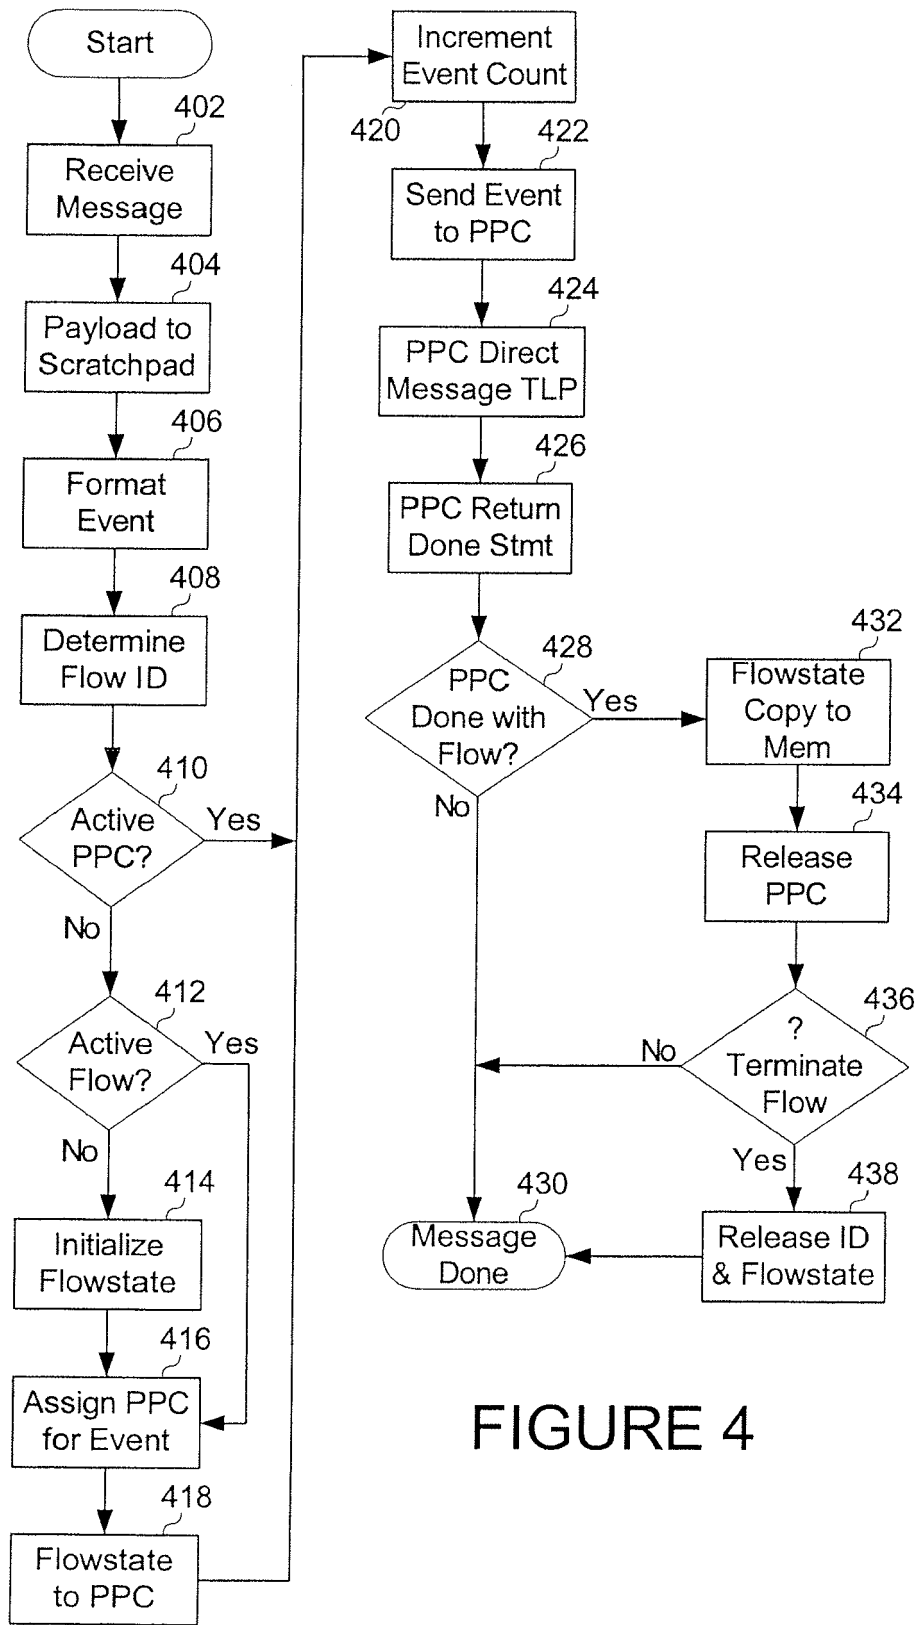 Start
402
Receive
Message
404
Payload to
Scratchpad
406
Format
Event
408
Determine
Flow ID
410
Active
PPC?
Yes
No
412
Active
Flow?
Yes
No
414
Initialize
Flowstate
416
Assign PPC
for Event
418
Flowstate
to PPC
Increment
Event Count
420
422
Send Event
to PPC
424
PPC Direct
Message TLP
426
PPC Return
Done Stmt
428
PPC
Done with
Flow?
Yes
No
432
Flowstate
Copy to
Mem
434
Release
PPC
436
?
Terminate
Flow
No
Yes
438
Release ID
& Flowstate
430
Message
Done
FIGURE 4